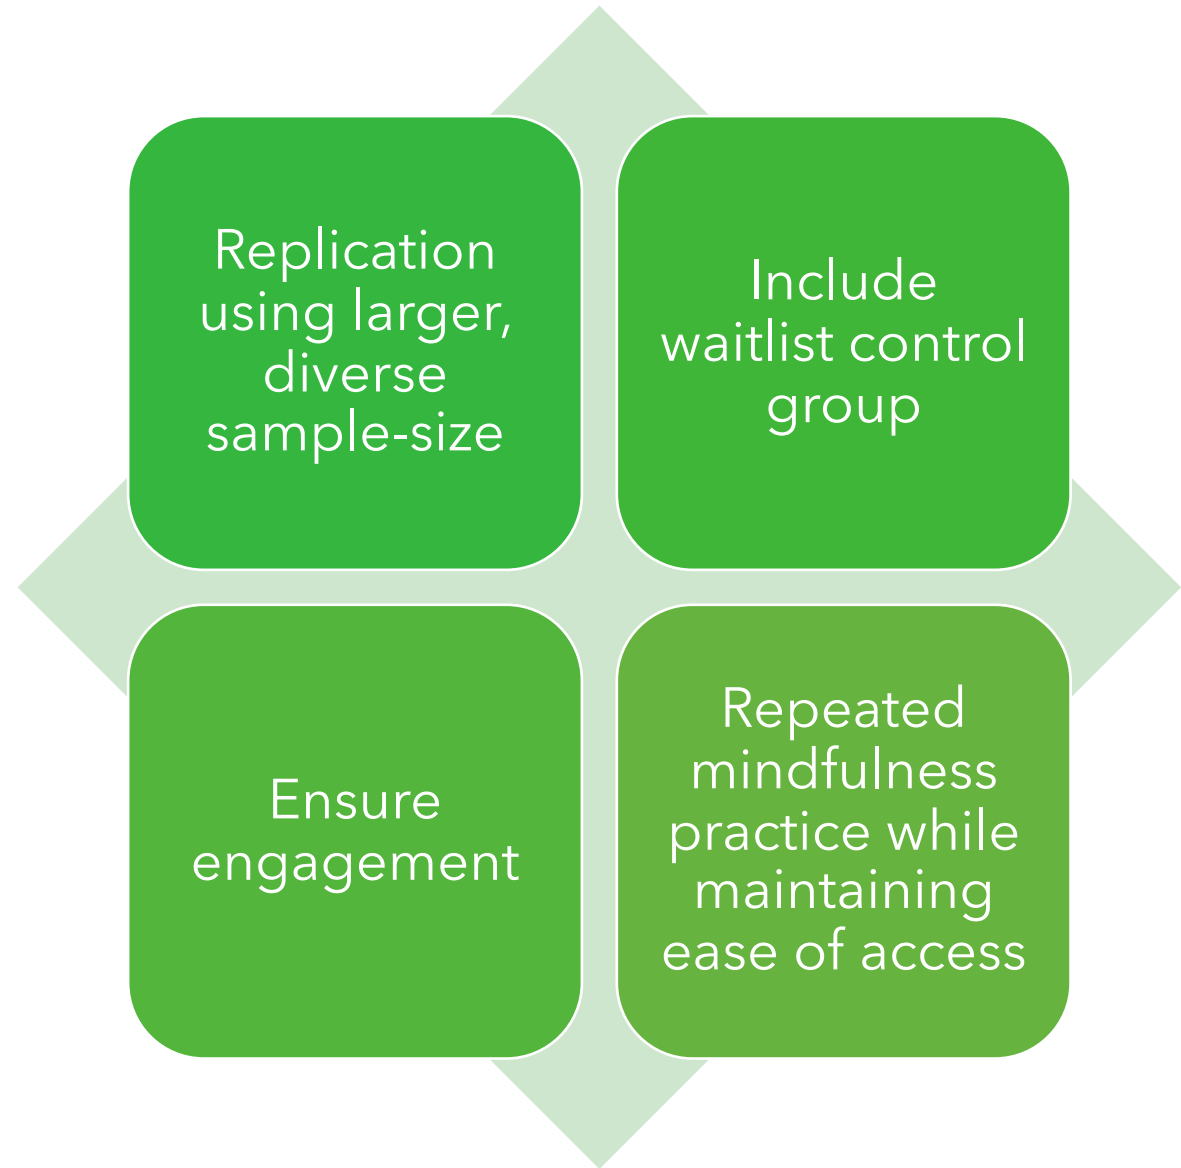 Replication
using larger,
diverse
sample-size
Include
waitlist control
group
Ensure
engagement
Repeated
mindfulness
practice while
maintaining
ease of access